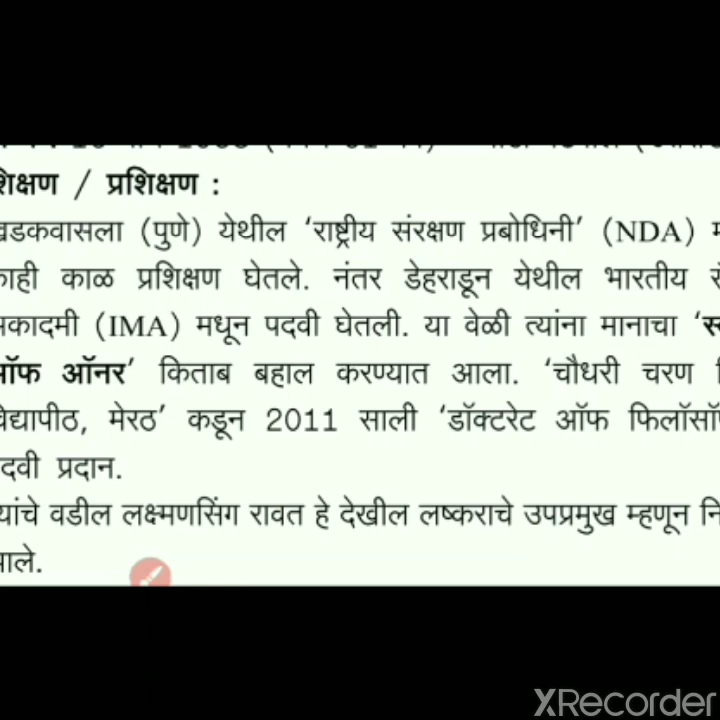 शिक्षण / प्रशिक्षण :
खडकवासला (पुणे) येथील ‘राष्ट्रीय संरक्षण प्रबोधिनी’ (NDA)
काही काळ प्रशिक्षण घेतले. नंतर डेहराडून येथील भारतीय
अकादमी (IMA) मधून पदवी घेतली. या वेळी त्यांना मानाचा
ऑफ ऑनर’ किताब बहाल करण्यात आला. ‘चौधरी चरण
विद्यापीठ, मेरठ’ कडून 2011 साली ‘डॉक्टरेट ऑफ फिलॉसॉफ
पदवी प्रदान.
त्यांचे वडील लक्ष्मणसिंग रावत हे देखील लष्कराचे उपप्रमुख म्हणून
झाले.
XRecorder